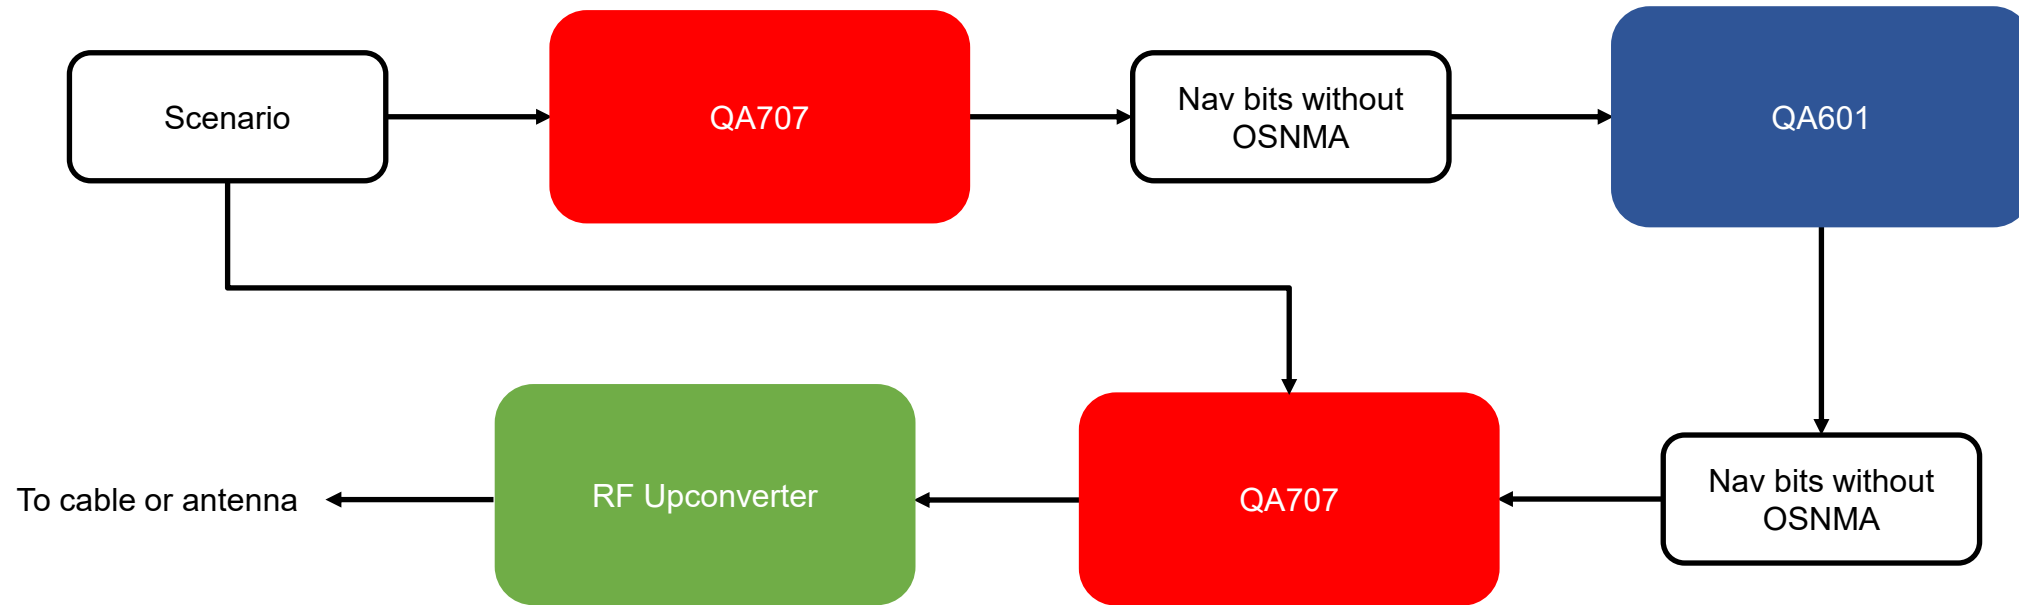 Scenario
QA707
Nav bits without
OSNMA
QA601
To cable or antenna
RF Upconverter
QA707
Nav bits without
OSNMA